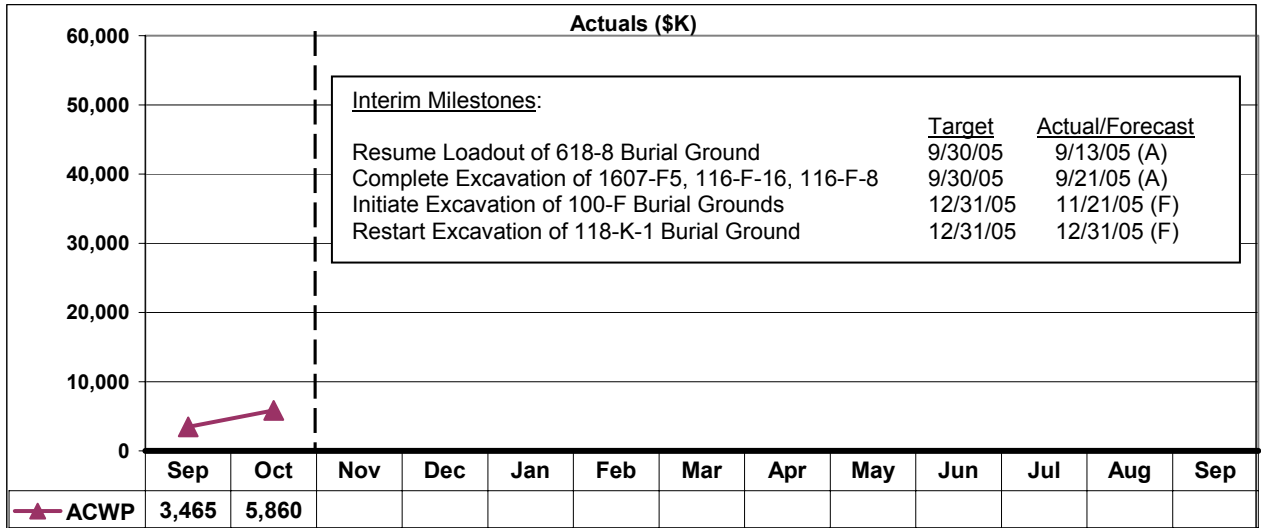 Actuals ($K)
60,000
50,000
40,000
30,000
20,000
10,000
0
Interim Milestones:
Target Actual/Forecast
Resume Loadout of 618-8 Burial Ground 9/30/05 9/13/05 (A)
Complete Excavation of 1607-F5, 116-F-16, 116-F-8 9/30/05 9/21/05 (A)
Initiate Excavation of 100-F Burial Grounds 12/31/05 11/21/05 (F)
Restart Excavation of 118-K-1 Burial Ground 12/31/05 12/31/05 (F)
Sep Oct Nov Dec Jan Feb Mar Apr May Jun Jul Aug Sep
ACWP 3,465 5,860